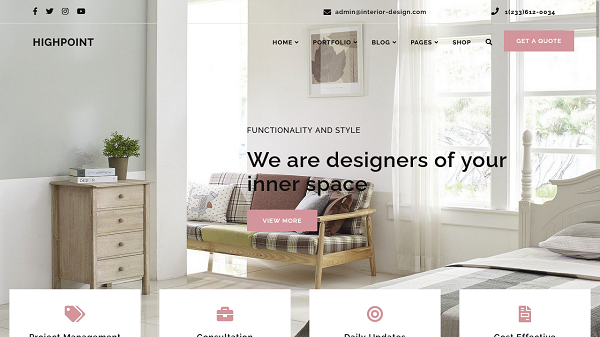 admin@interior-design.com
1(233)612-0034
HIGHPOINT
HOME
PORTFOLIO
BLOG
PAGES
SHOP
GET A QUOTE
FUNCTIONALITY AND STYLE
We are designers of your
inner space
VIEW MORE
Project Management
Consultation
Daily Updates
Cost Effective